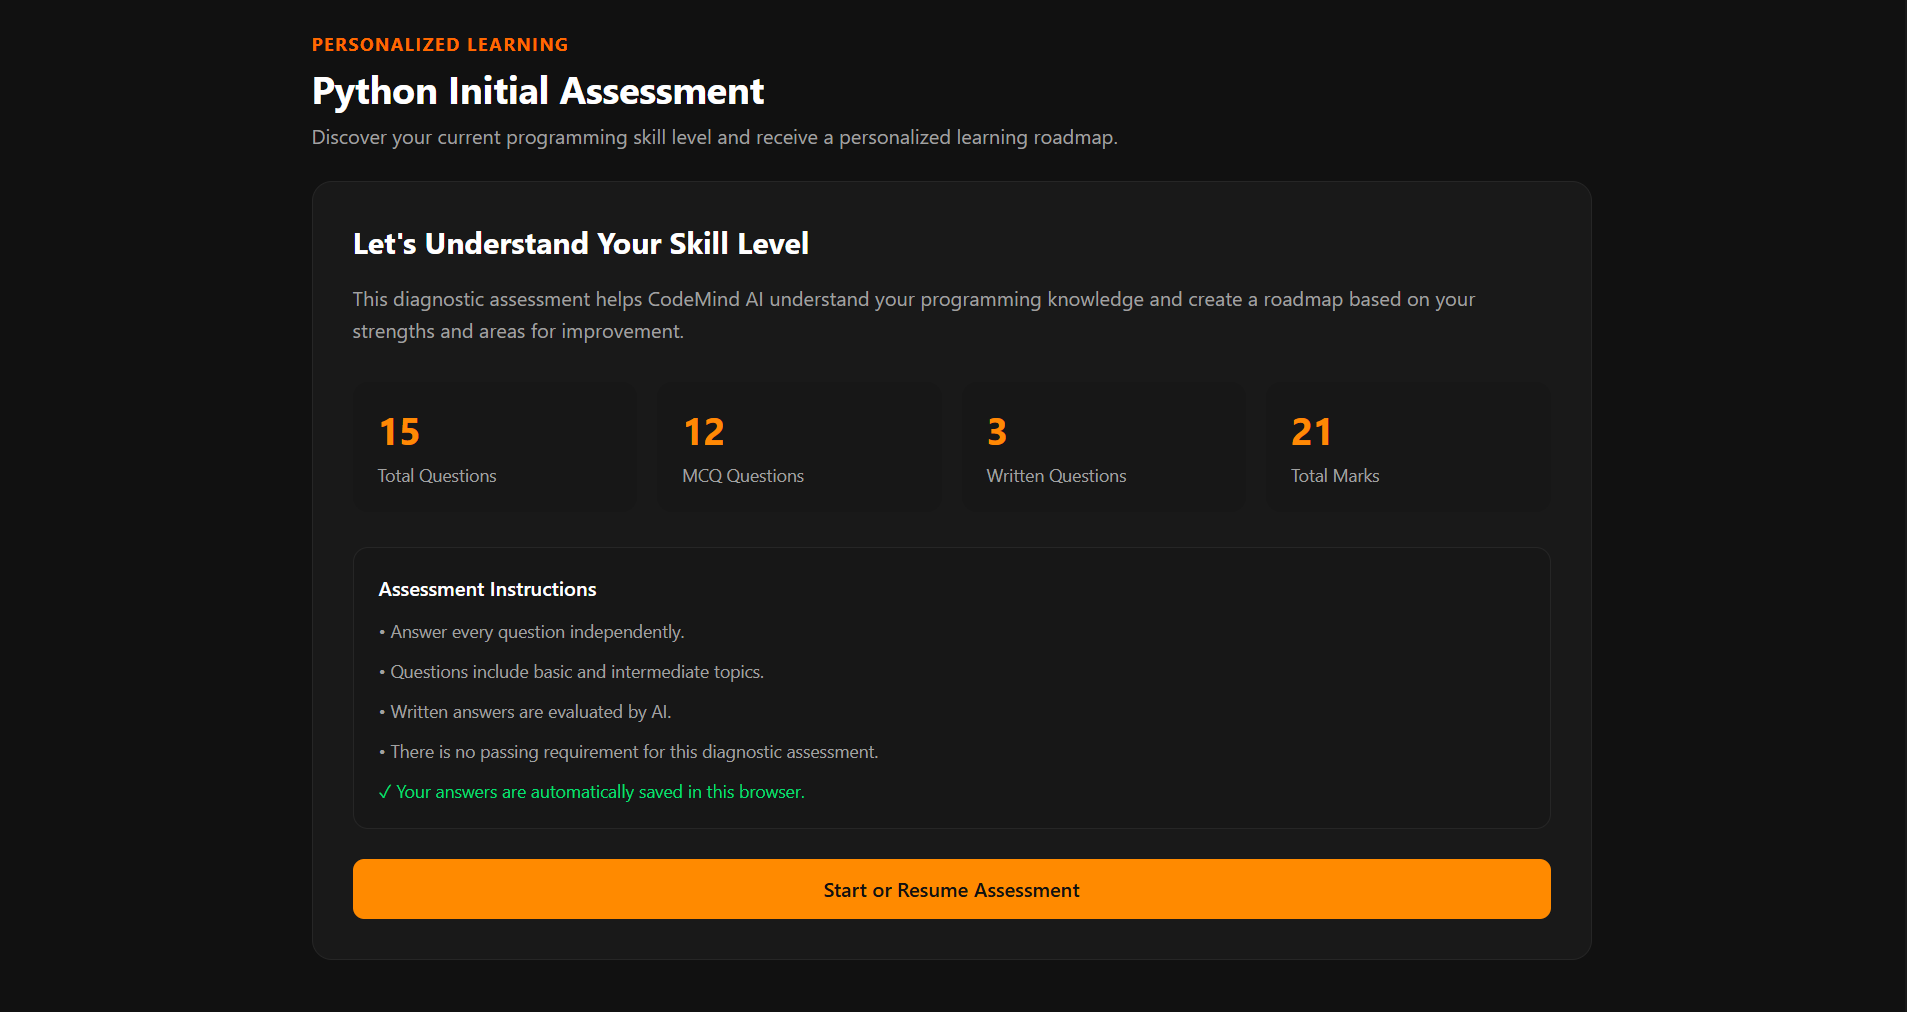 PERSONALIZED LEARNING
Python Initial Assessment
Discover your current programming skill level and receive a personalized learning roadmap.
Let's Understand Your Skill Level
This diagnostic assessment helps CodeMind AI understand your programming knowledge and create a roadmap based on your
strengths and areas for improvement.
15
Total Questions
12
MCQ Questions
3
Written Questions
21
Total Marks
Assessment Instructions
• Answer every question independently.
• Questions include basic and intermediate topics.
• Written answers are evaluated by AI.
• There is no passing requirement for this diagnostic assessment.
✓ Your answers are automatically saved in this browser.
Start or Resume Assessment